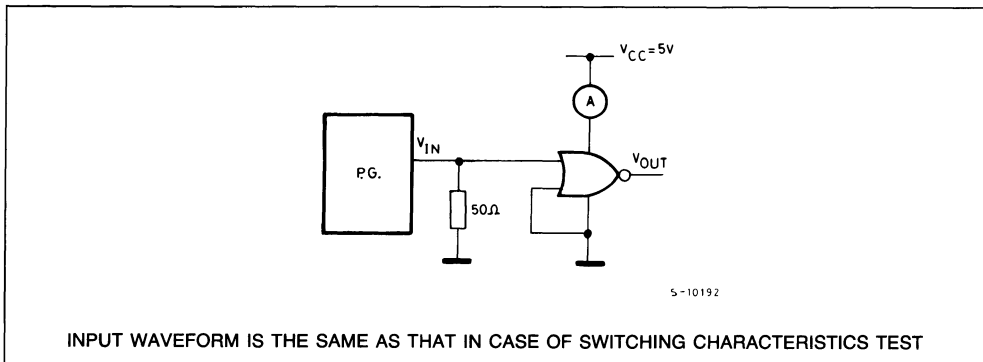 VCC=5V
A
VIN
P.G.
VOUT
50Ω
S-10192
INPUT WAVEFORM IS THE SAME AS THAT IN CASE OF SWITCHING CHARACTERISTICS TEST